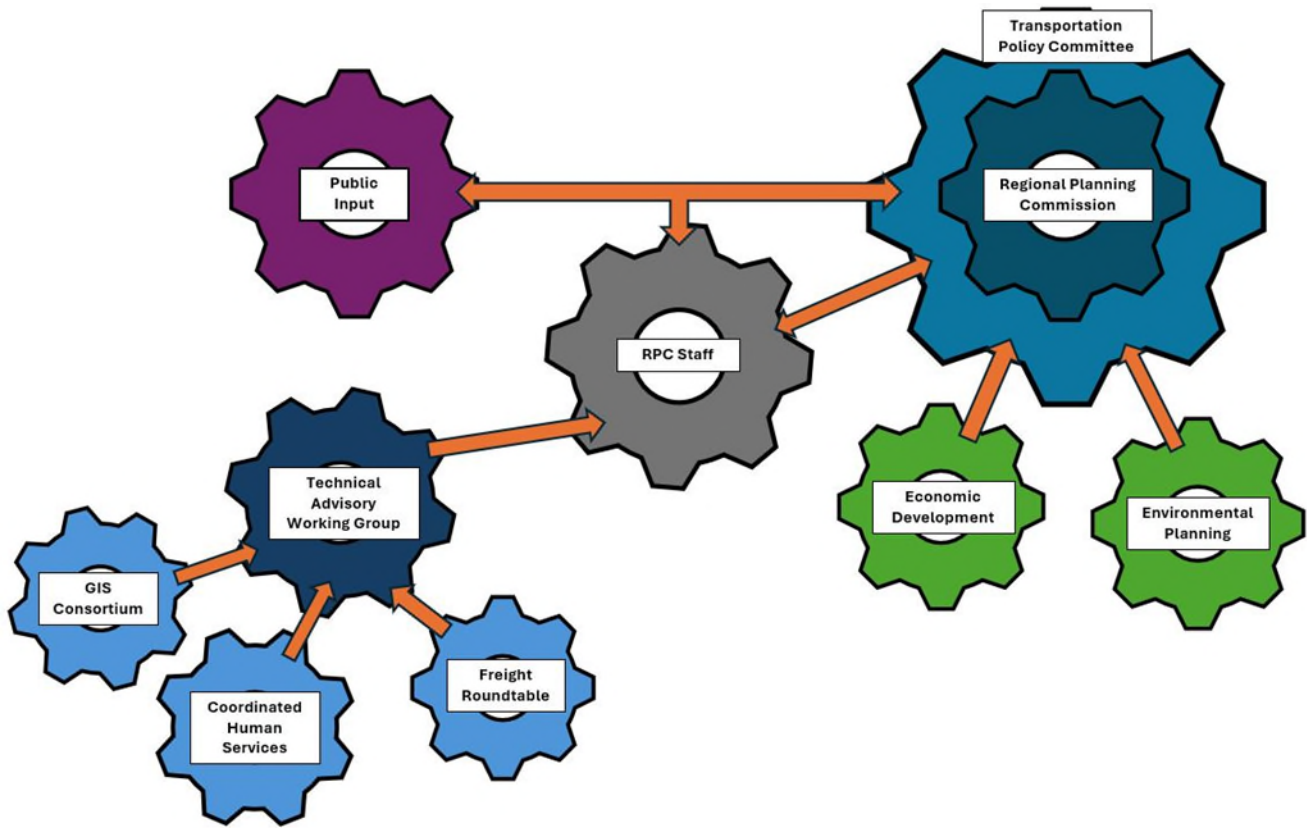 Transportation
Policy Committee
Public
Input
Regional Planning
Commission
RPC Staff
Technical
Advisory
Working Group
Economic
Development
Environmental
Planning
GIS
Consortium
Freight
Roundtable
Coordinated
Human
Services